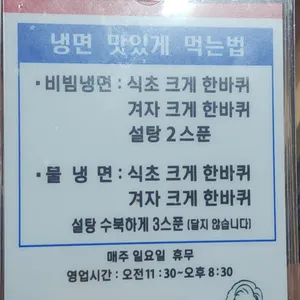 냉면 맛있게 먹는법
·비빔냉면 : 식초 크게 한바퀴
겨자 크게 한바퀴
설탕 2스푼
·물 냉 면 : 식초 크게 한바퀴
겨자 크게 한바퀴
설탕 수북하게 3스푼 (달지 않습니다)
매주 일요일 휴무
영업시간 : 오전11:30~오후8:30